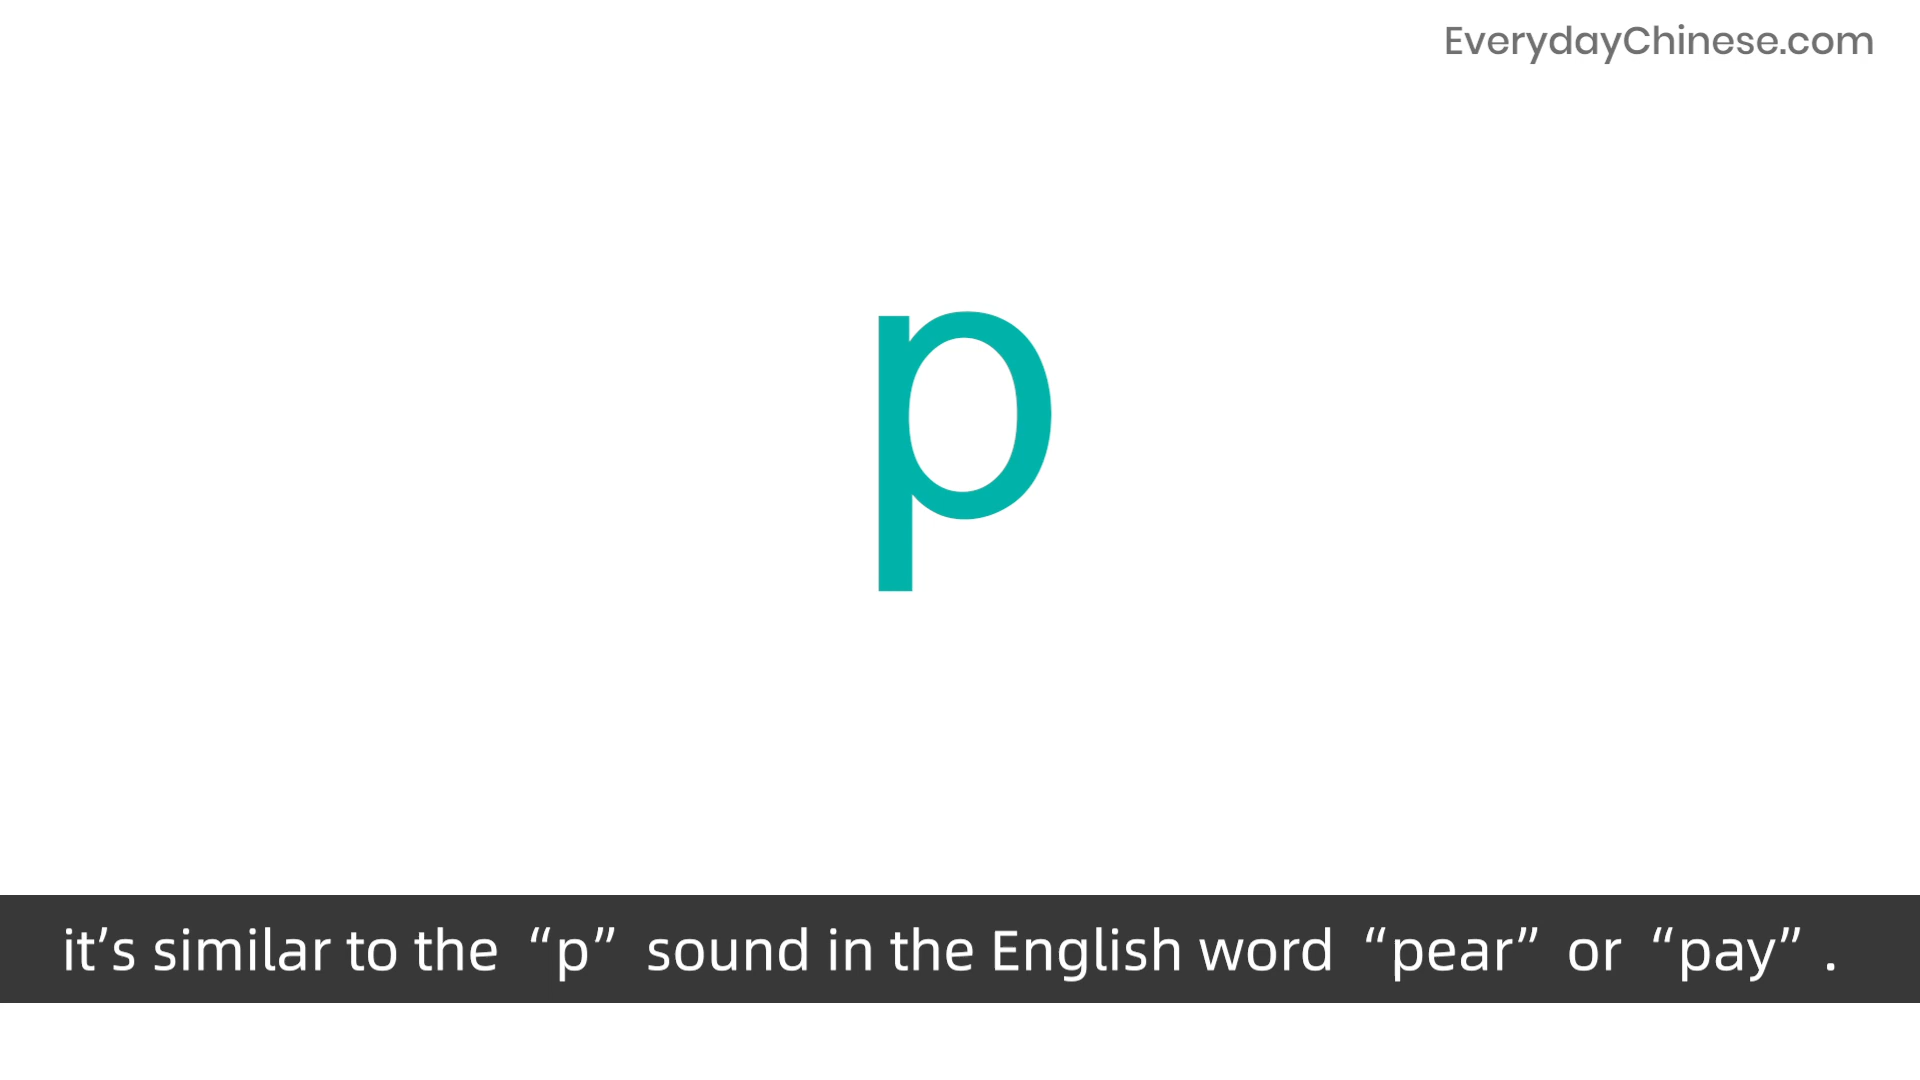 EverydayChinese.com
p
it’s similar to the “p” sound in the English word “pear” or “pay” .